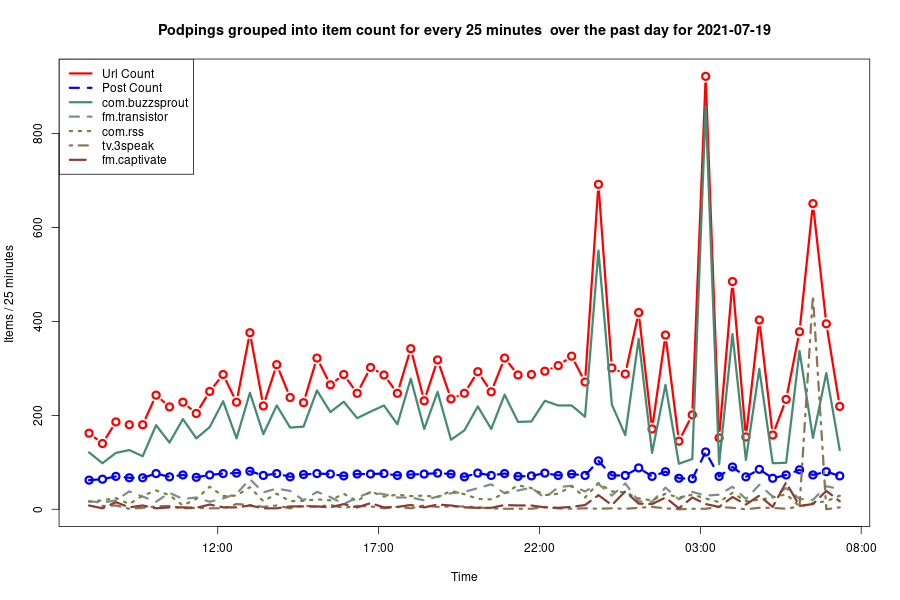 Podpings grouped into item count for every 25 minutes  over the past day for 2021-07-19
Url Count
Post Count
com.buzzsprout
fm.transistor
com.rss
tv.3speak
fm.captivate
Items / 25 minutes
800
600
400
200
0
12:00 17:00 22:00 03:00 08:00
Time